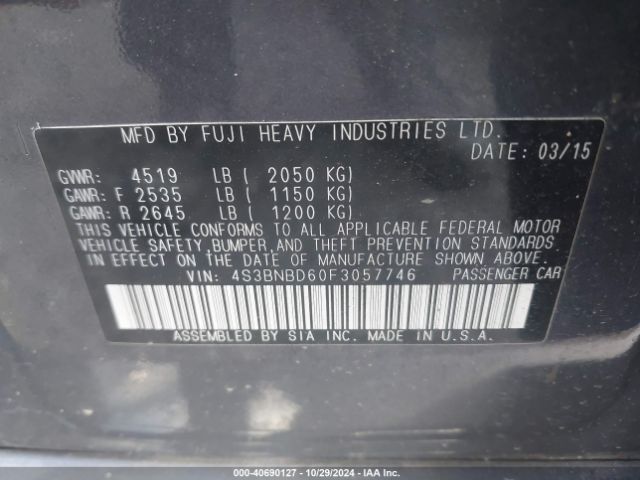 MFD BY FUJI HEAVY INDUSTRIES LTD.
DATE: 03/15
GVWR: 4519 LB ( 2050 KG)
GAWR: F 2535 LB ( 1150 KG)
GAWR: R 2645 LB ( 1200 KG)
THIS VEHICLE CONFORMS TO ALL APPLICABLE FEDERAL MOTOR
VEHICLE SAFETY, BUMPER, AND THEFT PREVENTION STANDARDS
IN EFFECT ON THE DATE OF MANUFACTURE SHOWN ABOVE.
VIN: 4S3BNBD60F3057746 PASSENGER CAR
ASSEMBLED BY SIA INC. MADE IN U.S.A.
000-40690127 - 10/29/2024 - IAA Inc.